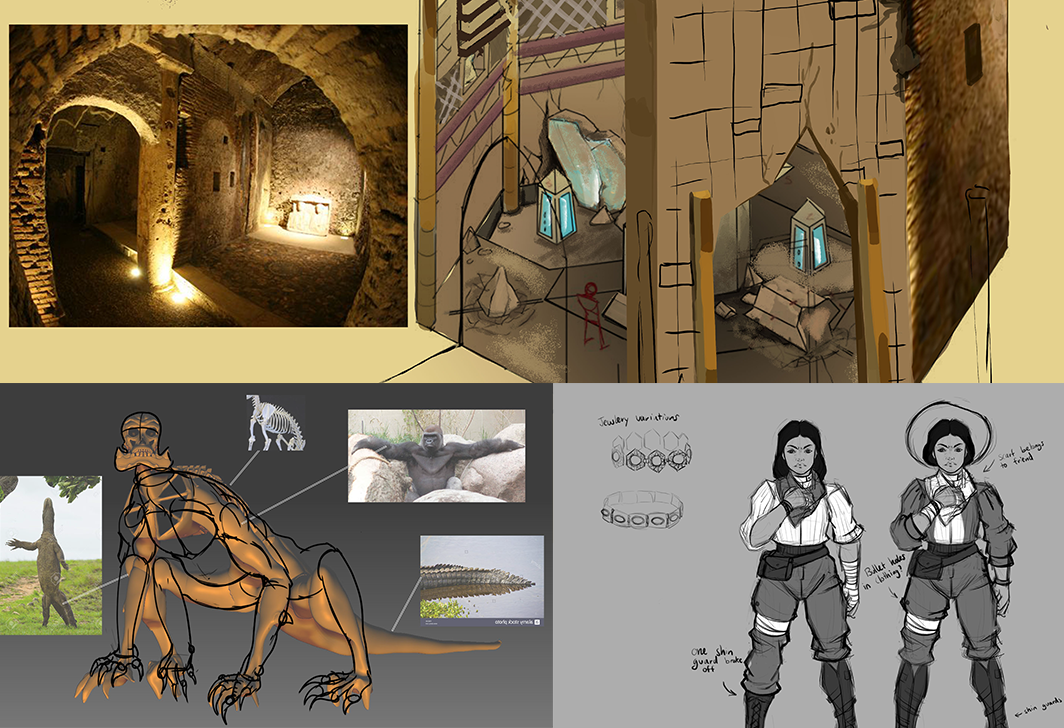 Jewlery variations
scarf belongs
to friend
Bullet holes
in clothing?
one shin
guard broke
off
← shin guards
alamy stock photo